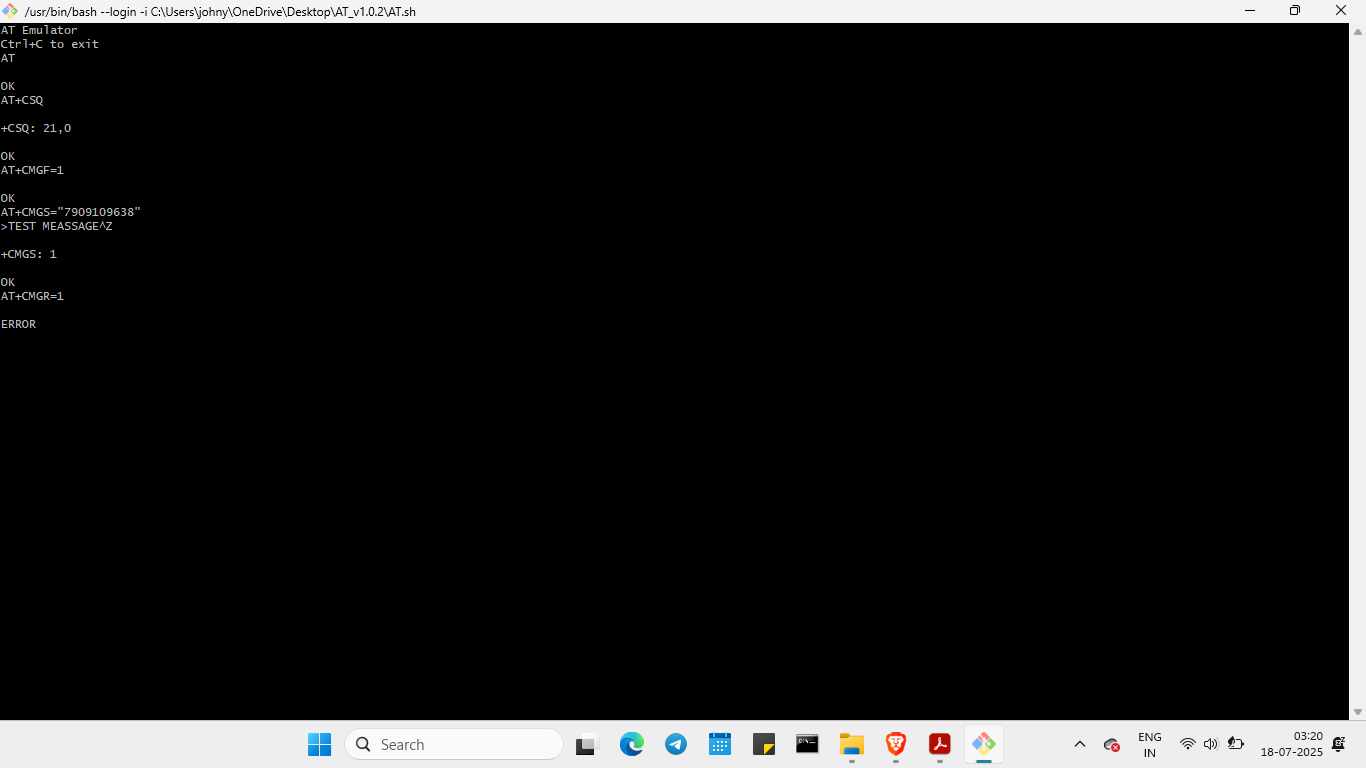 /usr/bin/bash --login -i C:\Users\johny\OneDrive\Desktop\AT_v1.0.2\AT.sh
AT Emulator
Ctrl+C to exit
AT
OK
AT+CSQ
+CSQ: 21,0
OK
AT+CMGF=1
OK
AT+CMGS="7909109638"
>TEST MEASSAGE^Z
+CMGS: 1
OK
AT+CMGR=1
ERROR
Search
ENG
IN
03:20
18-07-2025